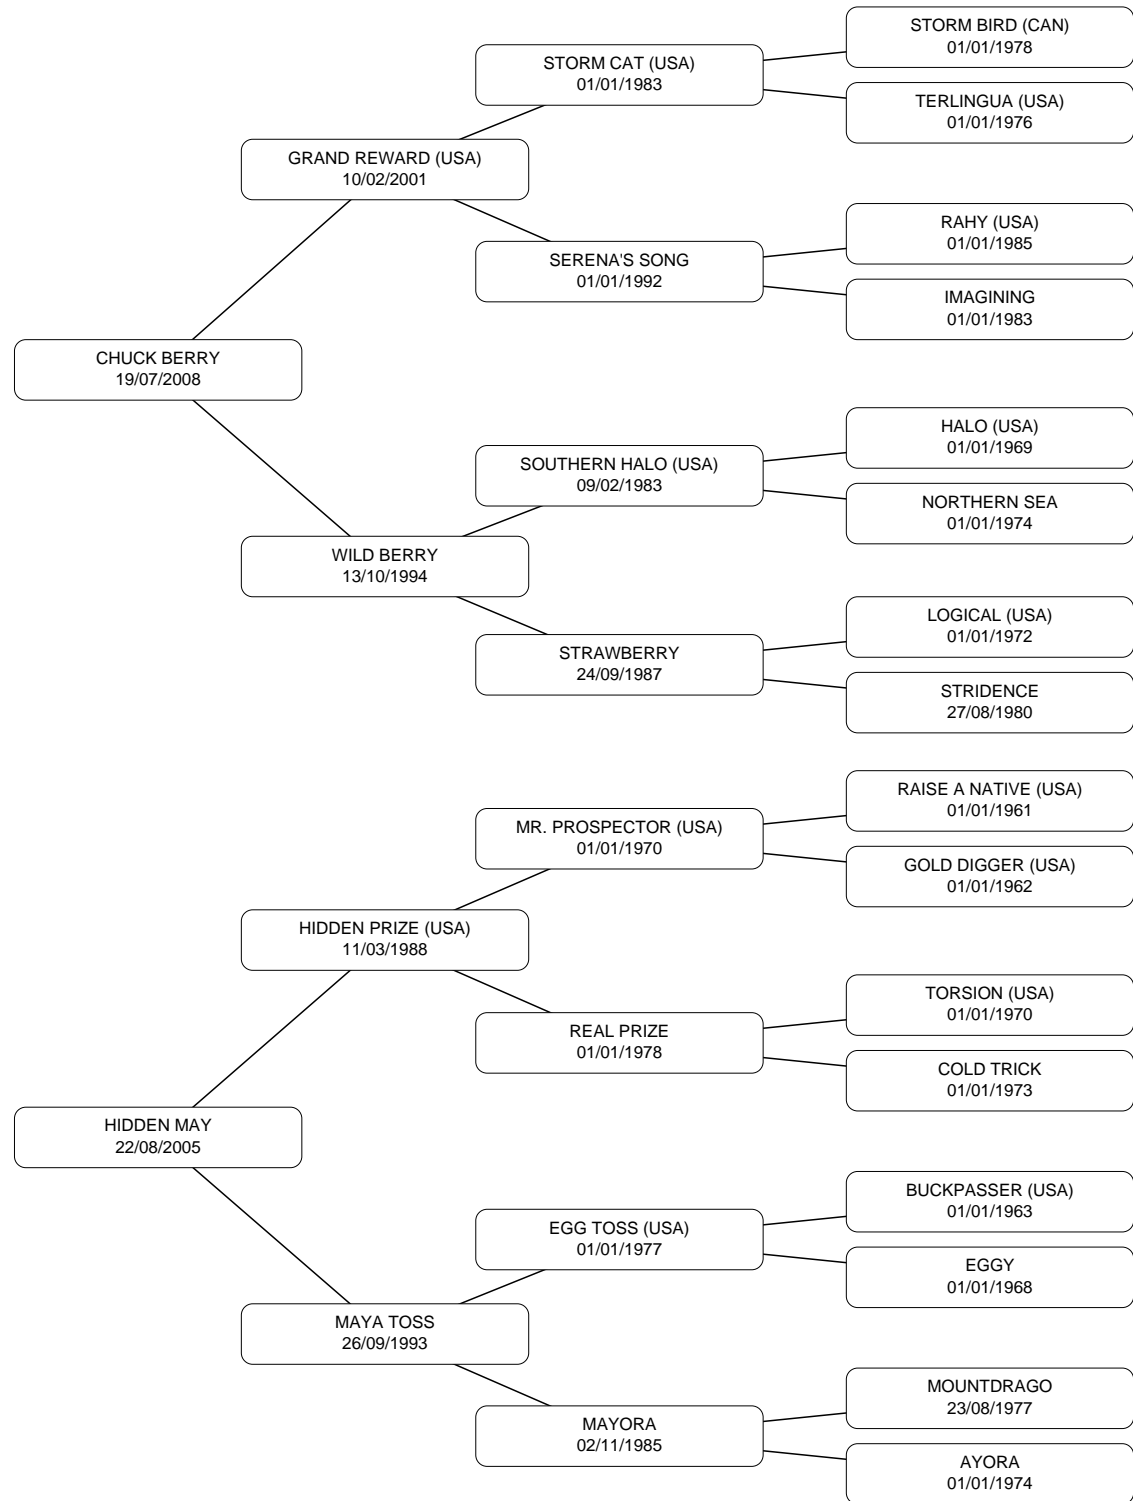 STORM BIRD (CAN)
01/01/1978
STORM CAT (USA)
01/01/1983
TERLINGUA (USA)
01/01/1976
GRAND REWARD (USA)
10/02/2001
RAHY (USA)
01/01/1985
SERENA'S SONG
01/01/1992
IMAGINING
01/01/1983
CHUCK BERRY
19/07/2008
HALO (USA)
01/01/1969
SOUTHERN HALO (USA)
09/02/1983
NORTHERN SEA
01/01/1974
WILD BERRY
13/10/1994
LOGICAL (USA)
01/01/1972
STRAWBERRY
24/09/1987
STRIDENCE
27/08/1980
RAISE A NATIVE (USA)
01/01/1961
MR. PROSPECTOR (USA)
01/01/1970
GOLD DIGGER (USA)
01/01/1962
HIDDEN PRIZE (USA)
11/03/1988
TORSION (USA)
01/01/1970
REAL PRIZE
01/01/1978
COLD TRICK
01/01/1973
HIDDEN MAY
22/08/2005
BUCKPASSER (USA)
01/01/1963
EGG TOSS (USA)
01/01/1977
EGGY
01/01/1968
MAYA TOSS
26/09/1993
MOUNTDRAGO
23/08/1977
MAYORA
02/11/1985
AYORA
01/01/1974